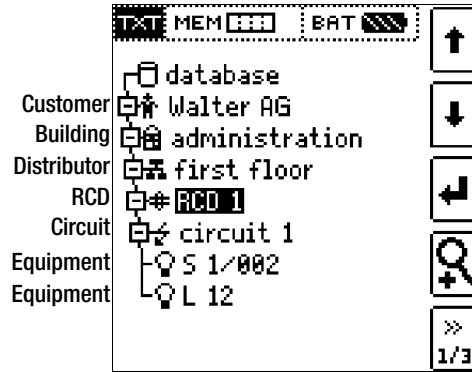 TXT MEM BAT
database
Customer Walter AG
Building administration
Distributor first floor
RCD RCD 1
Circuit circuit 1
Equipment S 1/002
Equipment L 12
»
1/3